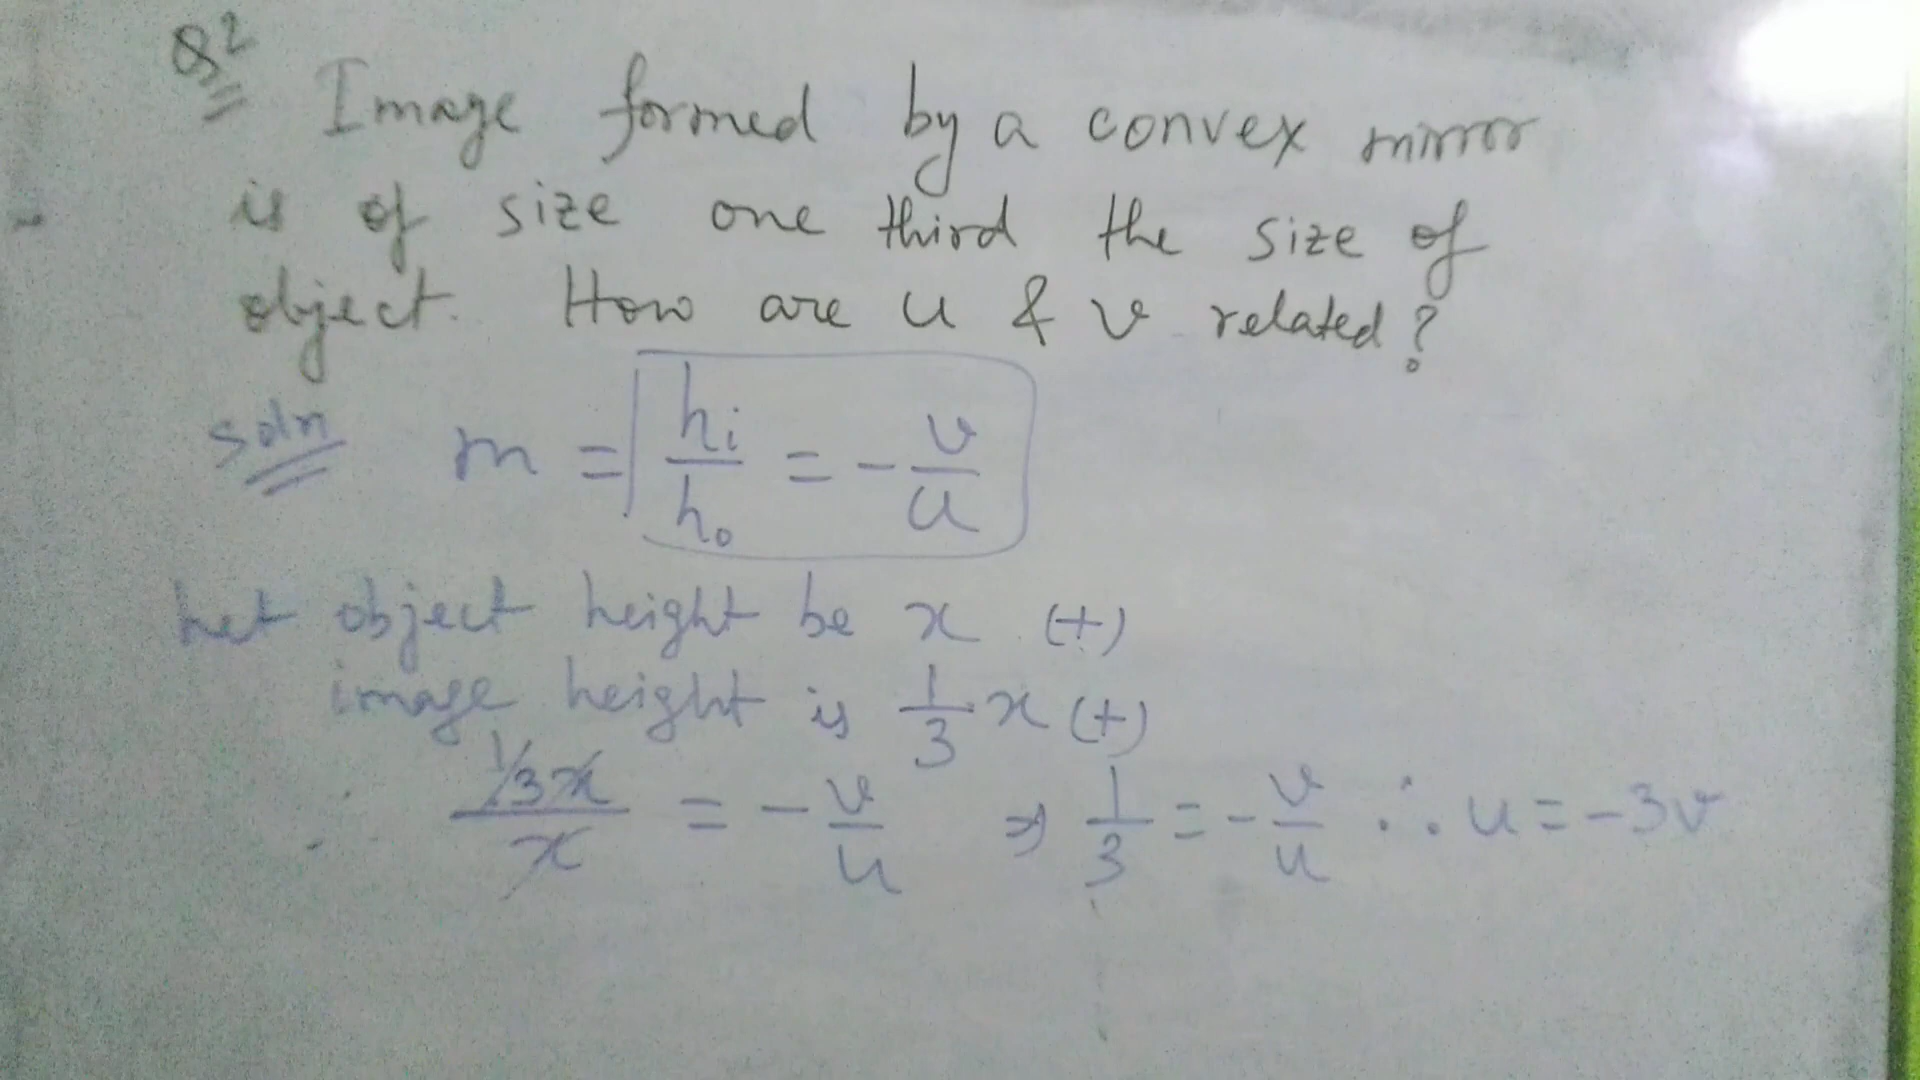 Q2
Image formed by a convex mirror
is of size one third the size of
object. How are u & v related?
Soln m = hi/ho = -v/u
Let object height be x (+)
image height is 1/3 x (+)
∴ 1/3x/x = -v/u ⇒ 1/3 = -v/u ∴ u = -3v